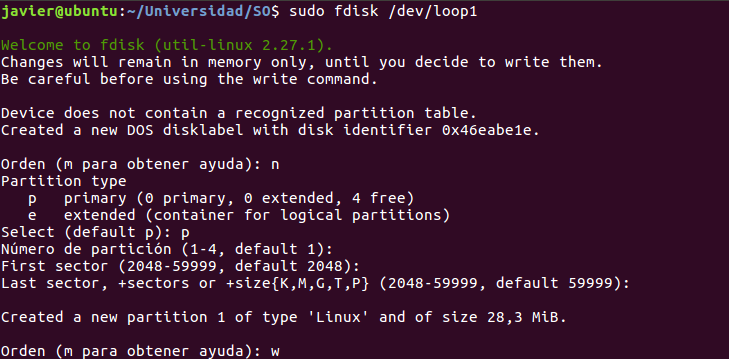 javier@ubuntu:~/Universidad/SO$ sudo fdisk /dev/loop1
Welcome to fdisk (util-linux 2.27.1).
Changes will remain in memory only, until you decide to write them.
Be careful before using the write command.
Device does not contain a recognized partition table.
Created a new DOS disklabel with disk identifier 0x46eabe1e.
Orden (m para obtener ayuda): n
Partition type
   p   primary (0 primary, 0 extended, 4 free)
   e   extended (container for logical partitions)
Select (default p): p
Número de partición (1-4, default 1):
First sector (2048-59999, default 2048):
Last sector, +sectors or +size{K,M,G,T,P} (2048-59999, default 59999):
Created a new partition 1 of type 'Linux' and of size 28,3 MiB.
Orden (m para obtener ayuda): w